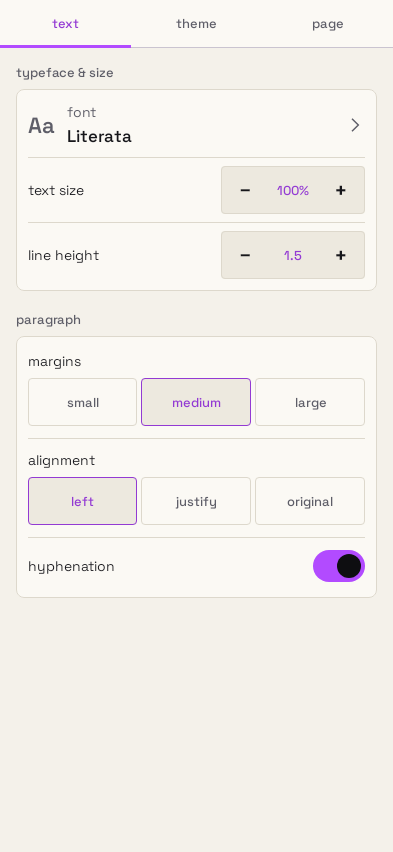 text
theme
page
typeface & size
Aa
font
Literata
text size
− 100% +
line height
− 1.5 +
paragraph
margins
small
medium
large
alignment
left
justify
original
hyphenation